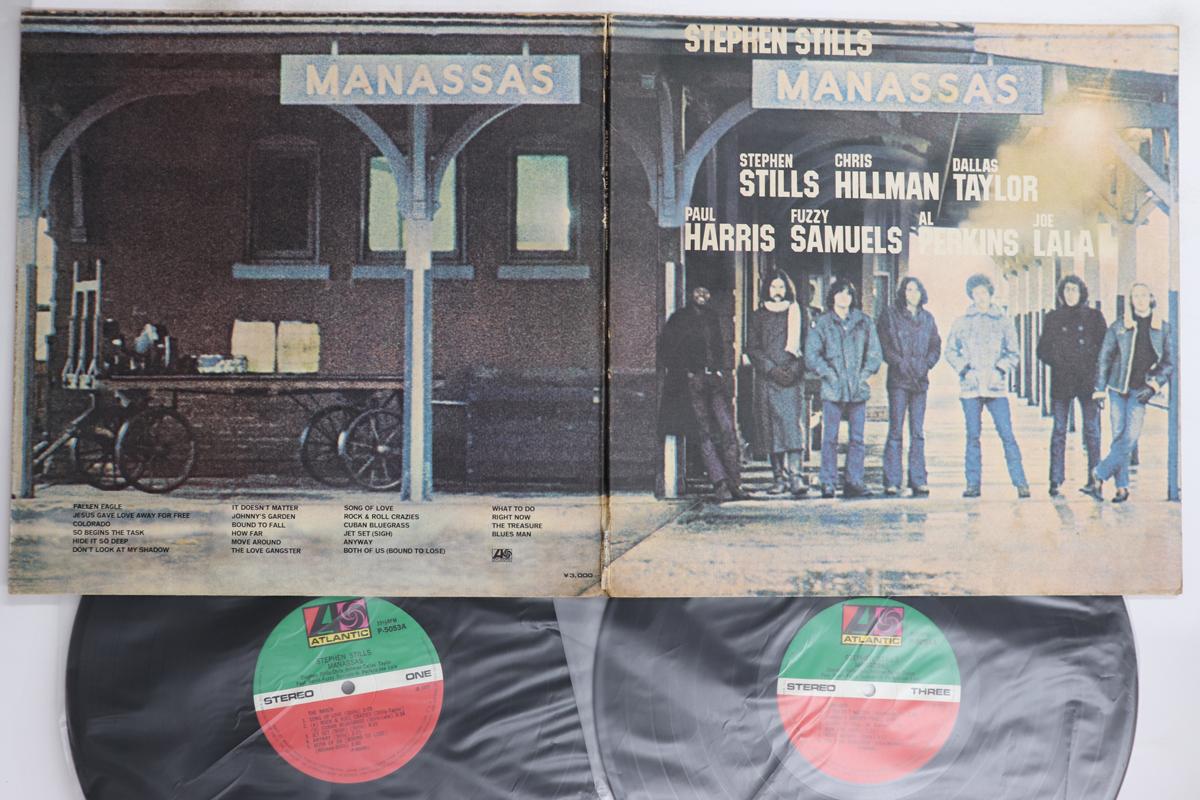 MANASSAS
STEPHEN STILLS
MANASSAS
STEPHEN STILLS CHRIS HILLMAN DALLAS TAYLOR
PAUL HARRIS FUZZY SAMUELS AL PERKINS JOE LALA
FALLEN EAGLE
JESUS GAVE LOVE AWAY FOR FREE
COLORADO
SO BEGINS THE TASK
HIDE IT SO DEEP
DON'T LOOK AT MY SHADOW
IT DOESN'T MATTER
JOHNNY'S GARDEN
BOUND TO FALL
HOW FAR
MOVE AROUND
THE LOVE GANGSTER
SONG OF LOVE
ROCK & ROLL CRAZIES
CUBAN BLUEGRASS
JET SET (SIGH)
ANYWAY
BOTH OF US (BOUND TO LOSE)
WHAT TO DO
RIGHT NOW
THE TREASURE
BLUES MAN
¥3,000
ATLANTIC
P-5053A
STEPHEN STILLS
MANASSAS
STEREO ONE
THE RAVEN
ATLANTIC
STEREO THREE